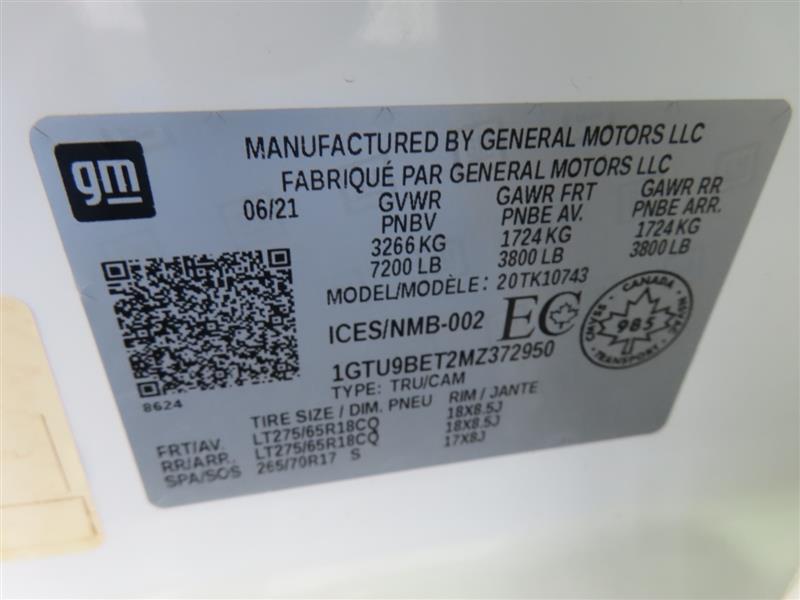 gm
MANUFACTURED BY GENERAL MOTORS LLC
FABRIQUÉ PAR GENERAL MOTORS LLC
06/21
GVWR
PNBV
3266 KG
7200 LB
GAWR FRT
PNBE AV.
1724 KG
3800 LB
GAWR RR
PNBE ARR.
1724 KG
3800 LB
MODEL/MODÈLE: 20TK10743
ICES/NMB-002
EC
CANADA
CMVSS
985
NSVAC
TRANSPORT
1GTU9BET2MZ372950
TYPE: TRU/CAM
8624
TIRE SIZE / DIM. PNEU RIM / JANTE
FRT/AV. LT275/65R18CQ 18X8.5J
RR/ARR. LT275/65R18CQ 18X8.5J
SPA/SOS 265/70R17 S 17X8J